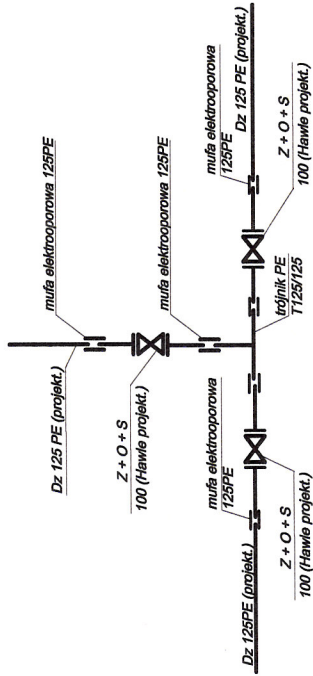 mufa elektrooporowa 125PE
Dz 125 PE (projekt.)
Z + O + S
100 (Hawle projekt.)
mufa elektrooporowa 125PE
mufa elektrooporowa
125PE
Dz 125 PE (projekt.)
Z + O + S
100 (Hawle projekt.)
trójnik PE
T125/125
mufa elektrooporowa
125PE
Dz 125PE (projekt.)
Z + O + S
100 (Hawle projekt.)